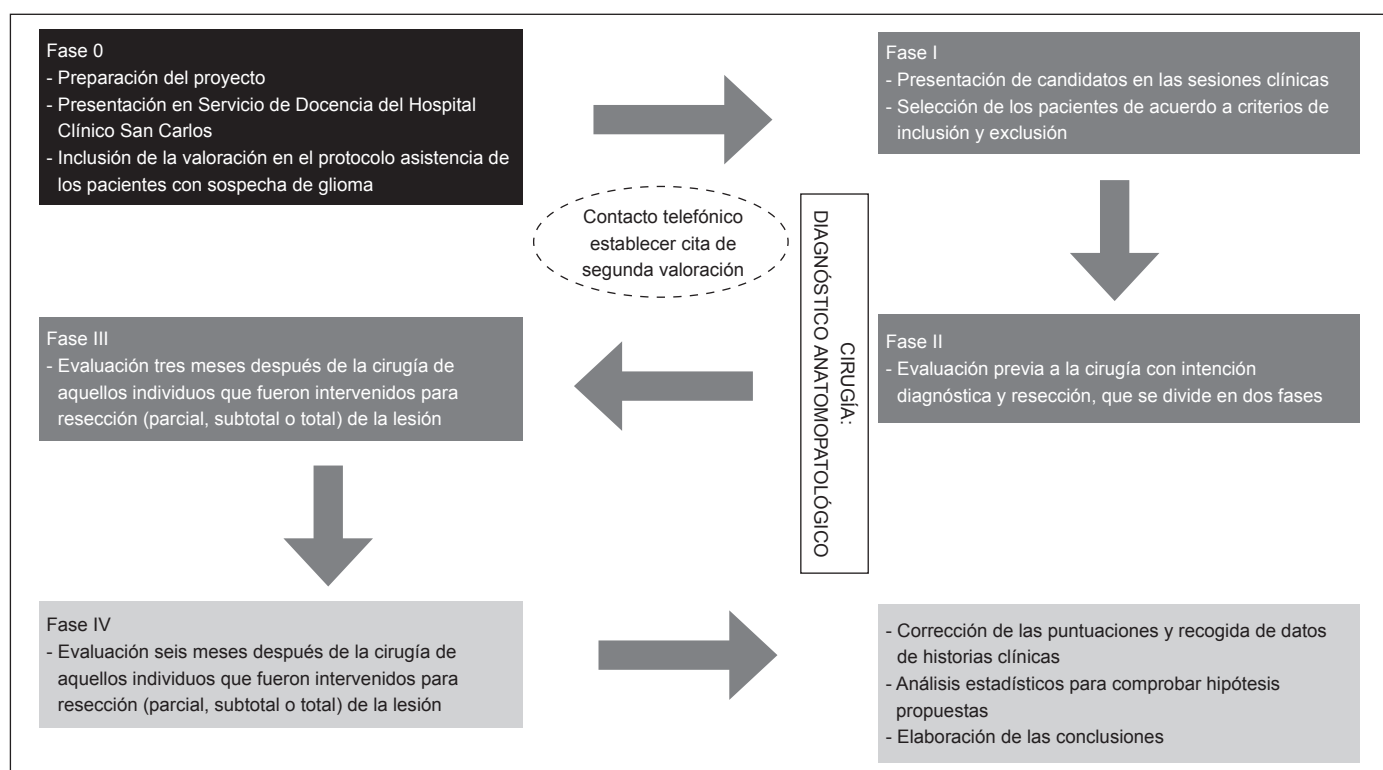 Fase 0
- Preparación del proyecto
- Presentación en Servicio de Docencia del Hospital
Clínico San Carlos
- Inclusión de la valoración en el protocolo asistencia de
los pacientes con sospecha de glioma
Fase I
- Presentación de candidatos en las sesiones clínicas
- Selección de los pacientes de acuerdo a criterios de
inclusión y exclusión
Fase II
- Evaluación previa a la cirugía con intención
diagnóstica y resección, que se divide en dos fases
CIRUGÍA:
DIAGNÓSTICO ANATOMOPATOLÓGICO
Contacto telefónico
establecer cita de
segunda valoración
Fase III
- Evaluación tres meses después de la cirugía de
aquellos individuos que fueron intervenidos para
resección (parcial, subtotal o total) de la lesión
Fase IV
- Evaluación seis meses después de la cirugía de
aquellos individuos que fueron intervenidos para
resección (parcial, subtotal o total) de la lesión
- Corrección de las puntuaciones y recogida de datos
de historias clínicas
- Análisis estadísticos para comprobar hipótesis
propuestas
- Elaboración de las conclusiones